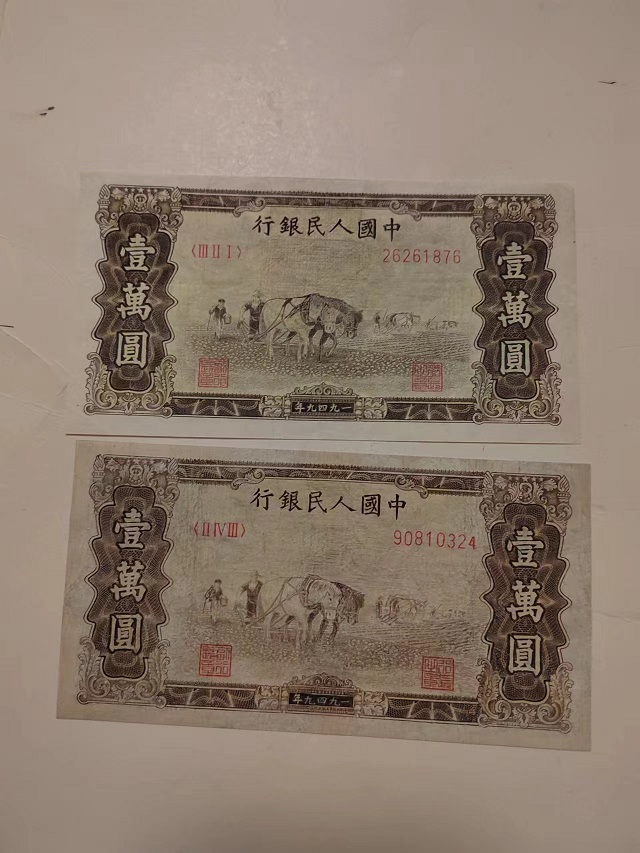 中國人民銀行
〈III II I〉
26261876
壹萬圓
壹萬圓
一九四九年
中國人民銀行
〈II IV III〉
90810324
壹萬圓
壹萬圓
一九四九年